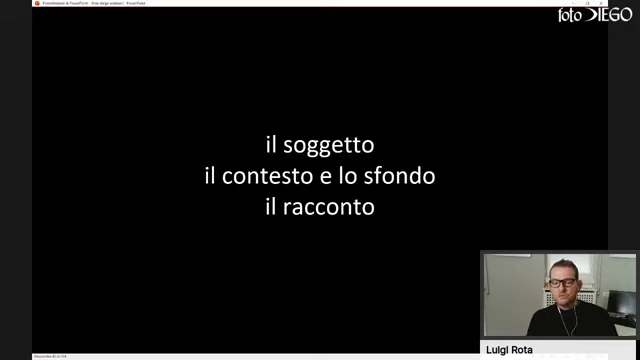 foto DIEGO
il soggetto
il contesto e lo sfondo
il racconto
Luigi Rota